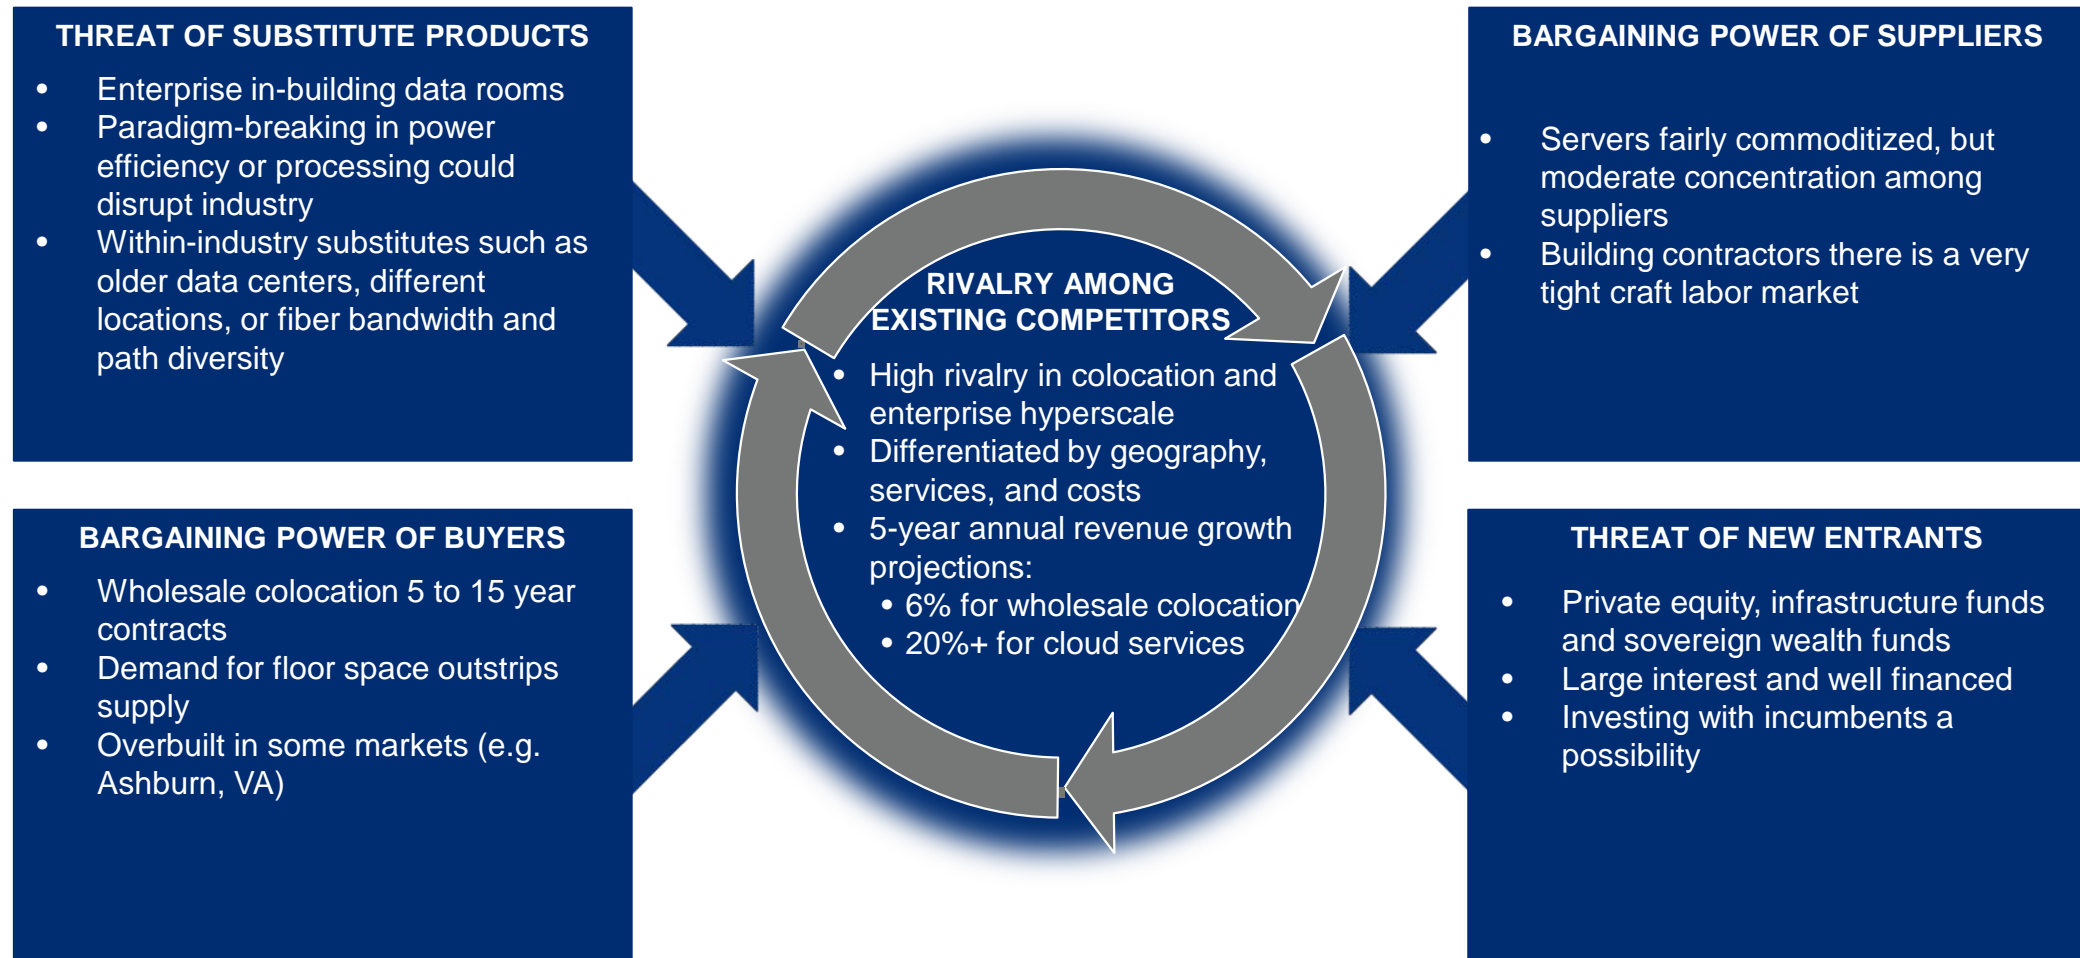 THREAT OF SUBSTITUTE PRODUCTS
• Enterprise in-building data rooms
• Paradigm-breaking in power
efficiency or processing could
disrupt industry
• Within-industry substitutes such as
older data centers, different
locations, or fiber bandwidth and
path diversity
BARGAINING POWER OF SUPPLIERS
• Servers fairly commoditized, but
moderate concentration among
suppliers
• Building contractors there is a very
tight craft labor market
RIVALRY AMONG
EXISTING COMPETITORS
• High rivalry in colocation and
enterprise hyperscale
• Differentiated by geography,
services, and costs
• 5-year annual revenue growth
projections:
• 6% for wholesale colocation
• 20%+ for cloud services
BARGAINING POWER OF BUYERS
• Wholesale colocation 5 to 15 year
contracts
• Demand for floor space outstrips
supply
• Overbuilt in some markets (e.g.
Ashburn, VA)
THREAT OF NEW ENTRANTS
• Private equity, infrastructure funds
and sovereign wealth funds
• Large interest and well financed
• Investing with incumbents a
possibility